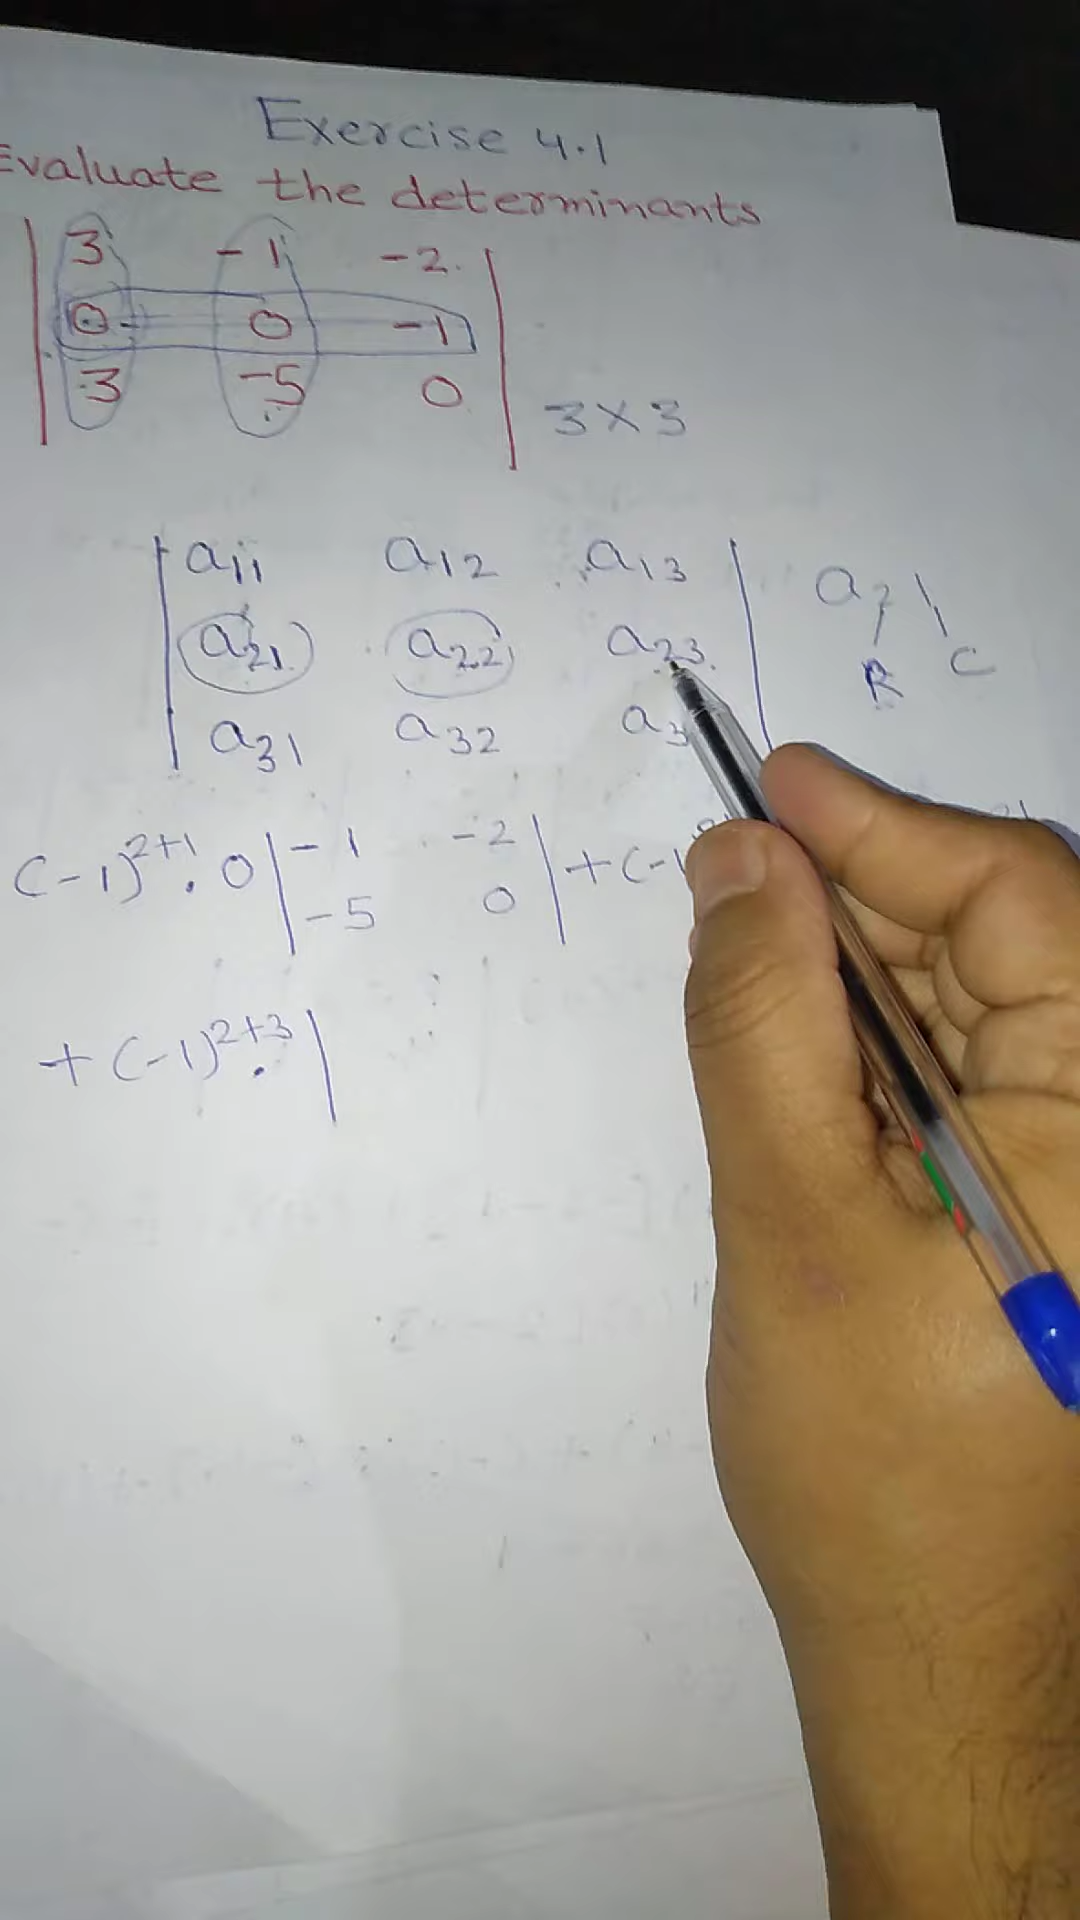 Exercise 4.1
Evaluate the determinants
| 3 -1 -2 |
| 0 0 -1 |
| 3 -5 0 | 3×3
| a11 a12 a13 |
| a21 a22 a23 | a21
| a31 a32 a3 | R C
(-1)^2+1 . 0 | -1 -2 | + (-1
| -5 0 |
+ (-1)^2+3 . |